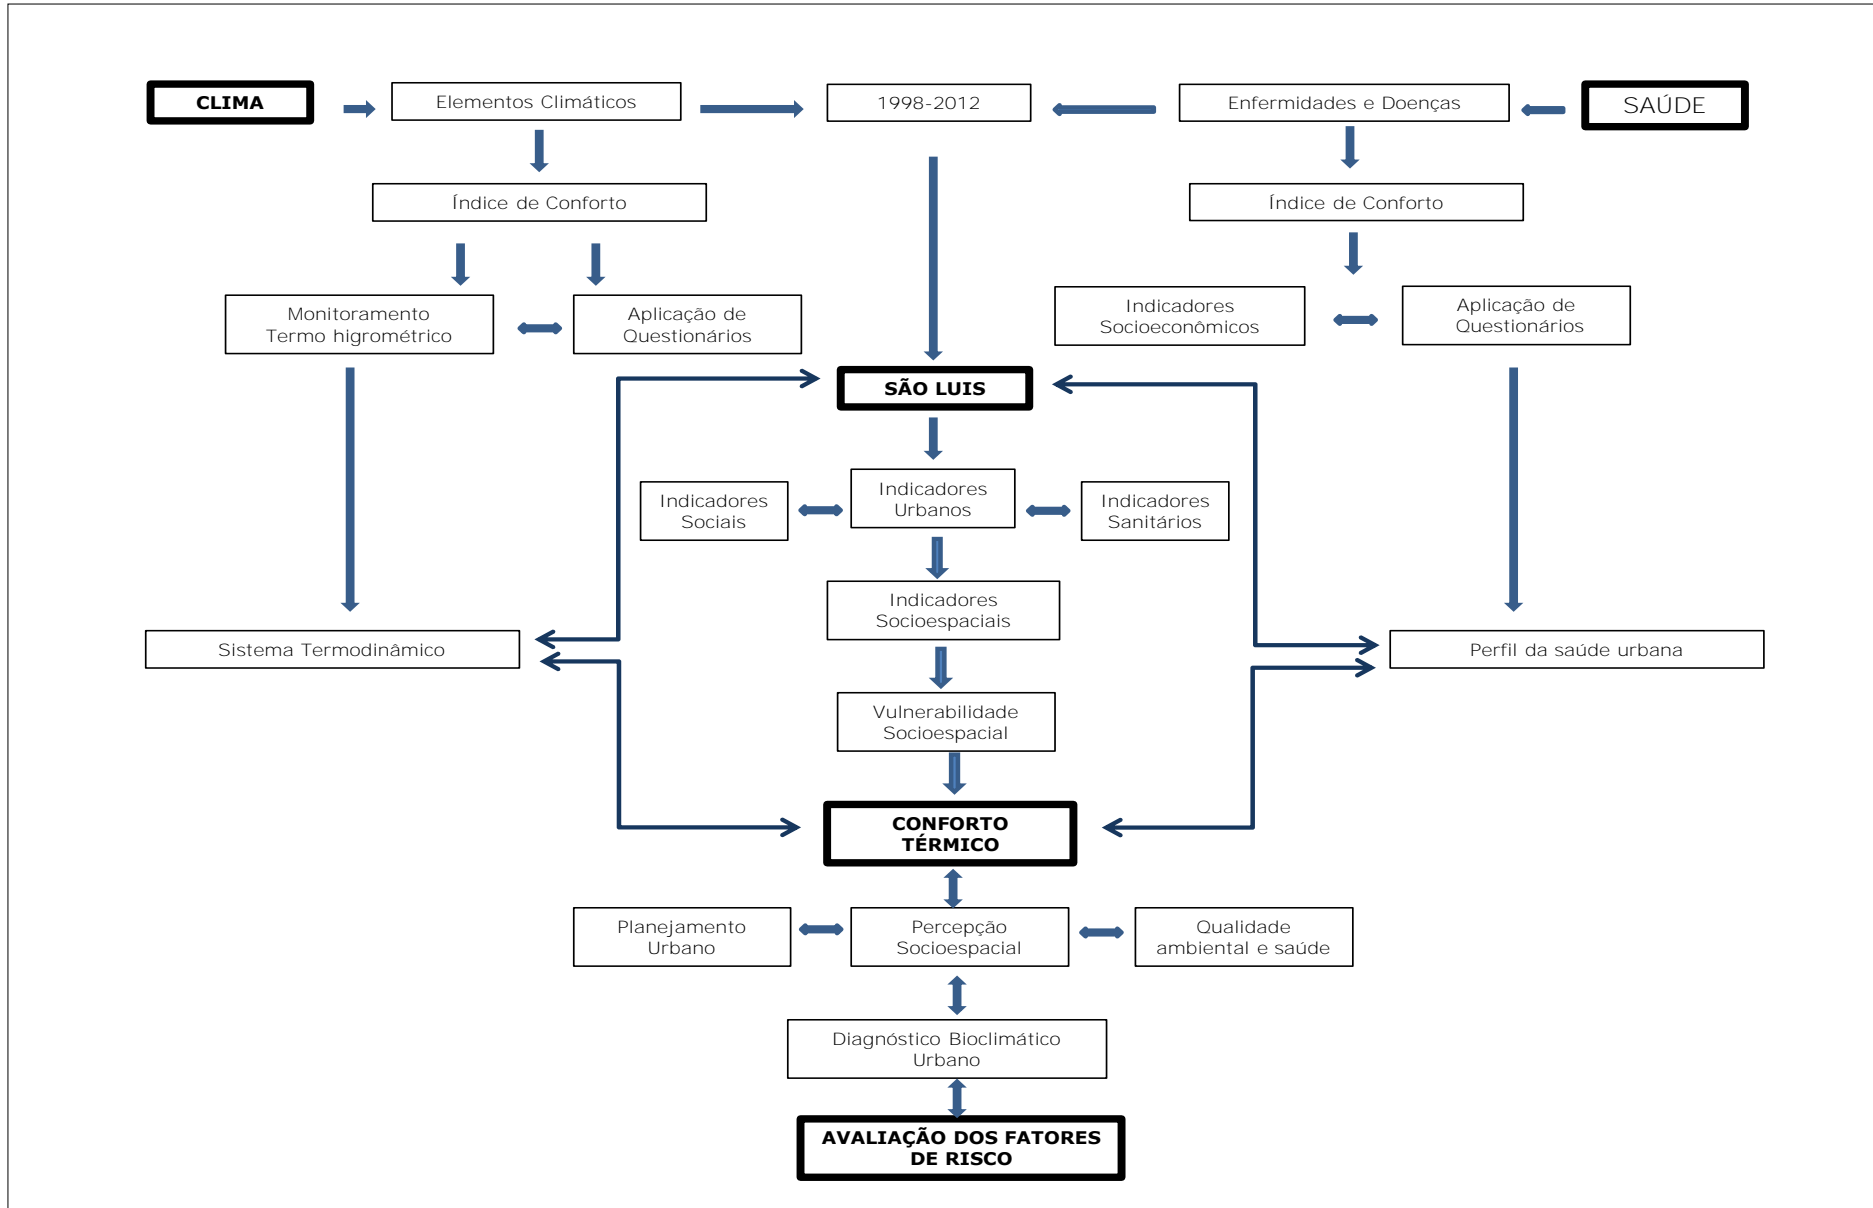 CLIMA
Elementos Climáticos
1998-2012
Enfermidades e Doenças
SAÚDE
Índice de Conforto
Índice de Conforto
Monitoramento
Termo higrométrico
Aplicação de
Questionários
Indicadores
Socioeconômicos
Aplicação de
Questionários
SÃO LUIS
Indicadores
Sociais
Indicadores
Urbanos
Indicadores
Sanitários
Indicadores
Socioespaciais
Sistema Termodinâmico
Perfil da saúde urbana
Vulnerabilidade
Socioespacial
CONFORTO
TÉRMICO
Planejamento
Urbano
Percepção
Socioespacial
Qualidade
ambiental e saúde
Diagnóstico Bioclimático
Urbano
AVALIAÇÃO DOS FATORES
DE RISCO